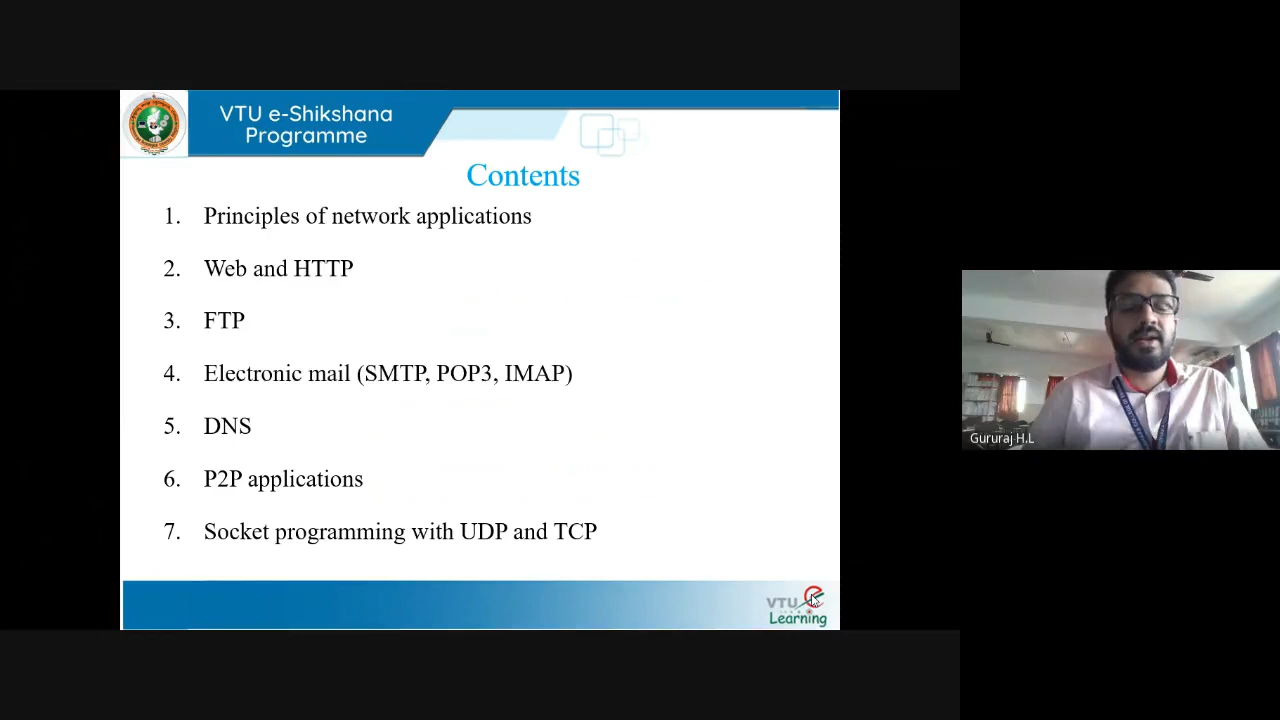 VTU e-Shikshana
Programme
Contents
1. Principles of network applications
2. Web and HTTP
3. FTP
4. Electronic mail (SMTP, POP3, IMAP)
5. DNS
6. P2P applications
7. Socket programming with UDP and TCP
Gururaj H.L
VTU e
Learning